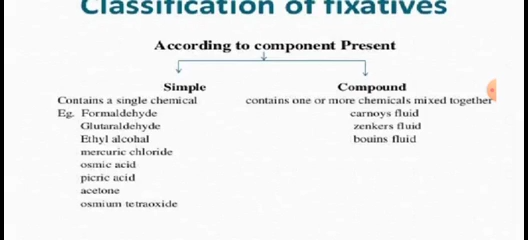 Classification of fixatives
According to component Present
Simple
Contains a single chemical
Eg. Formaldehyde
Glutaraldehyde
Ethyl alcohal
mercuric chloride
osmic acid
picric acid
acetone
osmium tetraoxide
Compound
contains one or more chemicals mixed together
carnoys fluid
zenkers fluid
bouins fluid